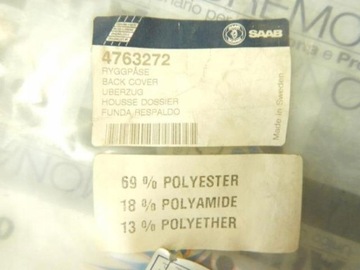 SAAB
4763272
RYGGPÅSE
BACK COVER
ÜBERZUG
HOUSSE DOSSIER
FUNDA RESPALDO
Made in Sweden
69 % POLYESTER
18 % POLYAMIDE
13 % POLYETHER